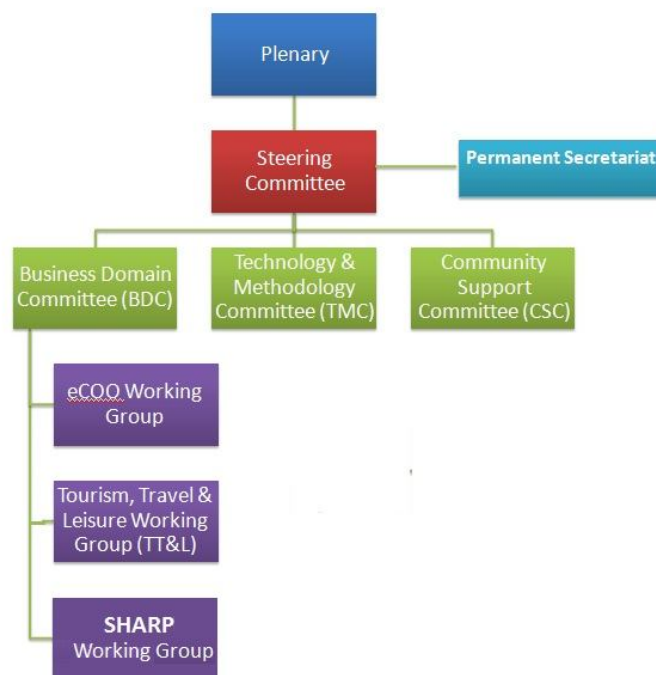 Plenary
Steering
Committee
Permanent Secretariat
Business Domain
Committee (BDC)
Technology &
Methodology
Committee (TMC)
Community
Support
Committee (CSC)
eCOO Working
Group
Tourism, Travel &
Leisure Working
Group (TT&L)
SHARP
Working Group